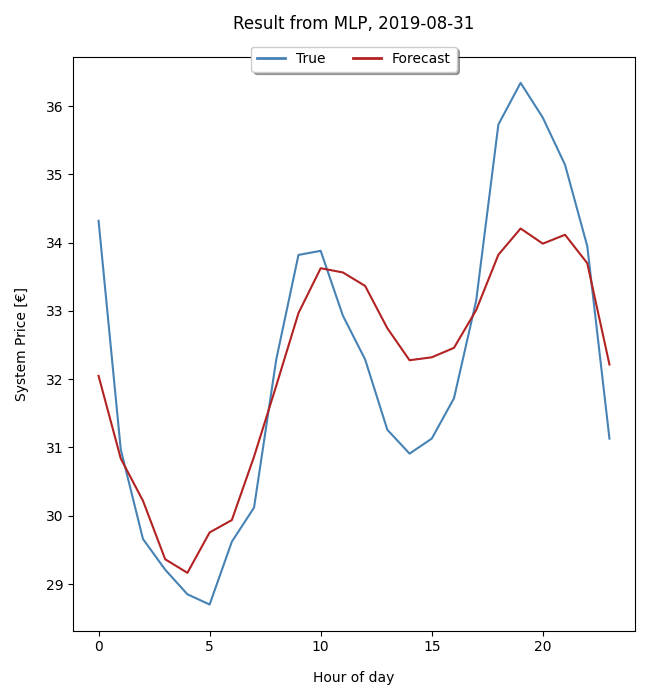 Result from MLP, 2019-08-31
True Forecast
36
35
34
33
32
31
30
29
System Price [€]
0 5 10 15 20
Hour of day